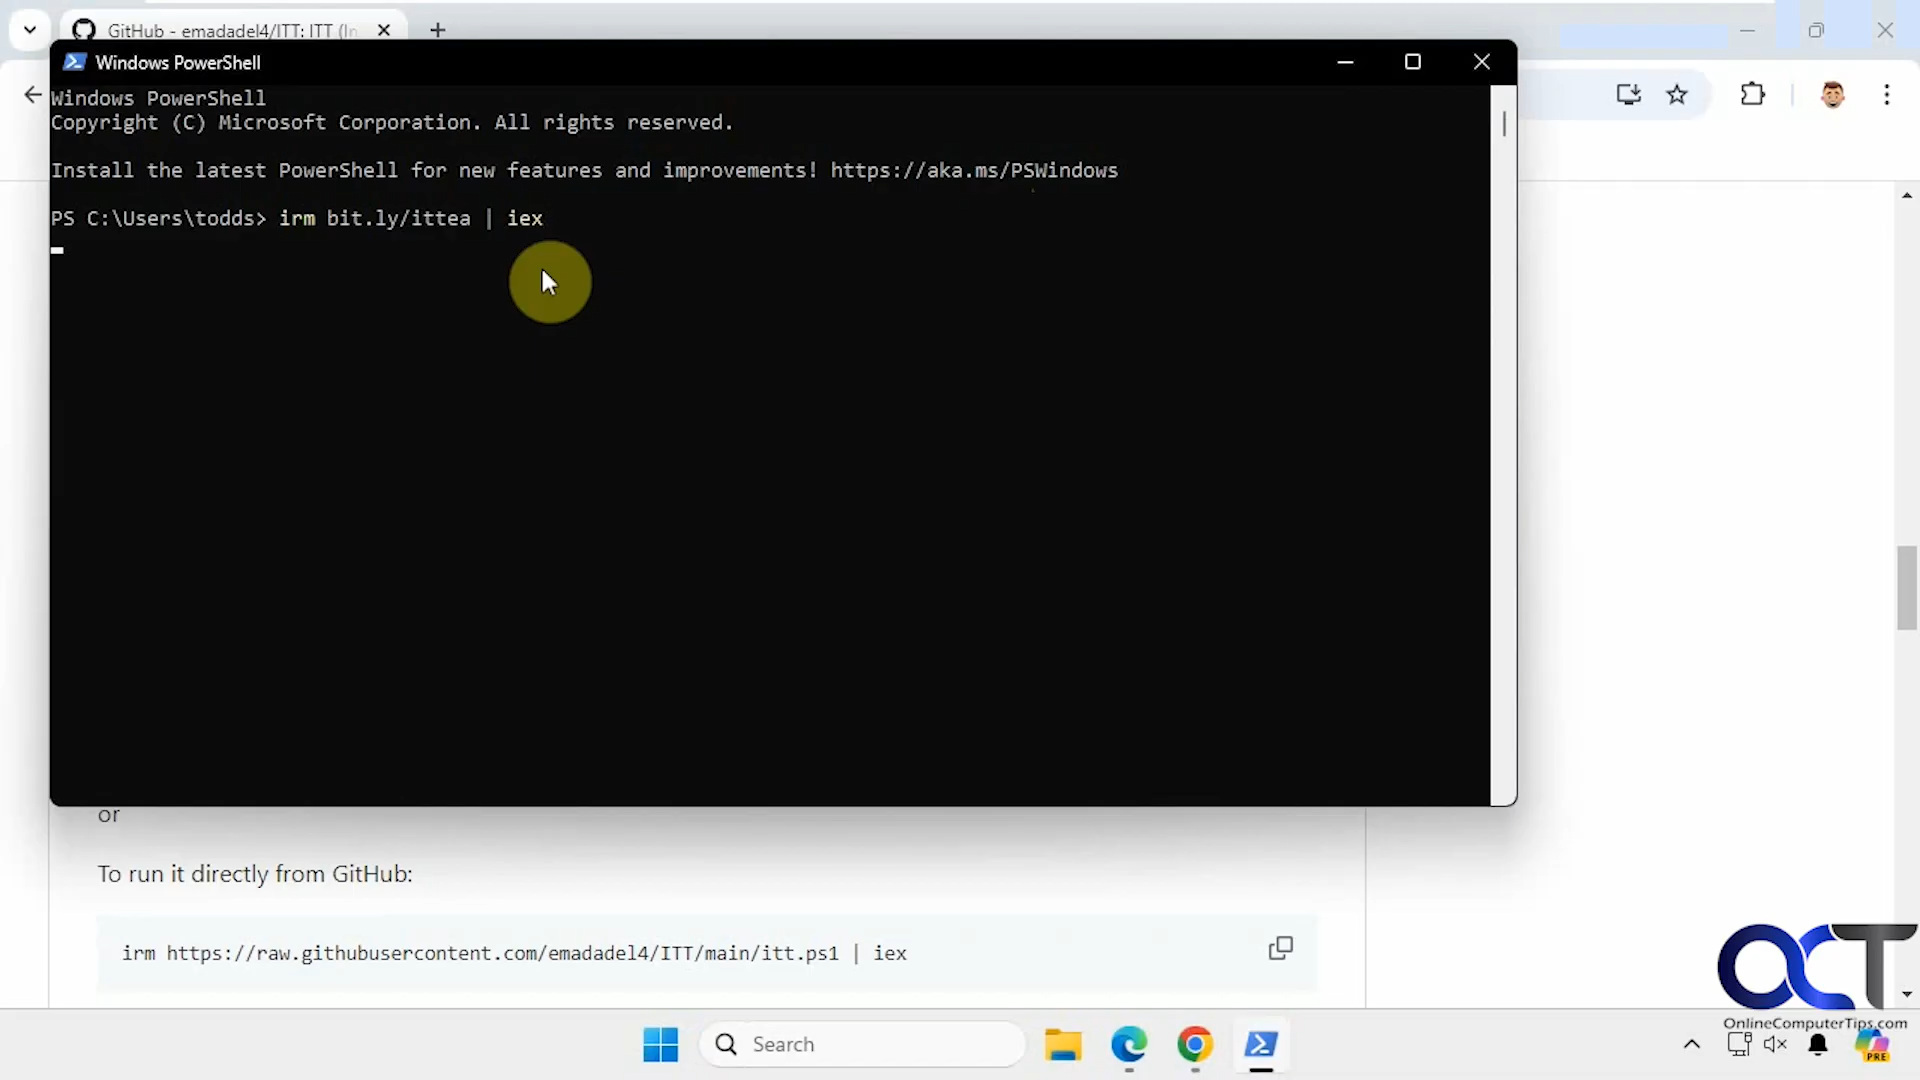 GitHub - emadadel4/ITT: ITT (In
Windows PowerShell
Windows PowerShell
Copyright (C) Microsoft Corporation. All rights reserved.
Install the latest PowerShell for new features and improvements! https://aka.ms/PSWindows
PS C:\Users\todds> irm bit.ly/ittea | iex
or
To run it directly from GitHub:
irm https://raw.githubusercontent.com/emadadel4/ITT/main/itt.ps1 | iex
OCT
OnlineComputerTips.com
Search
PRE